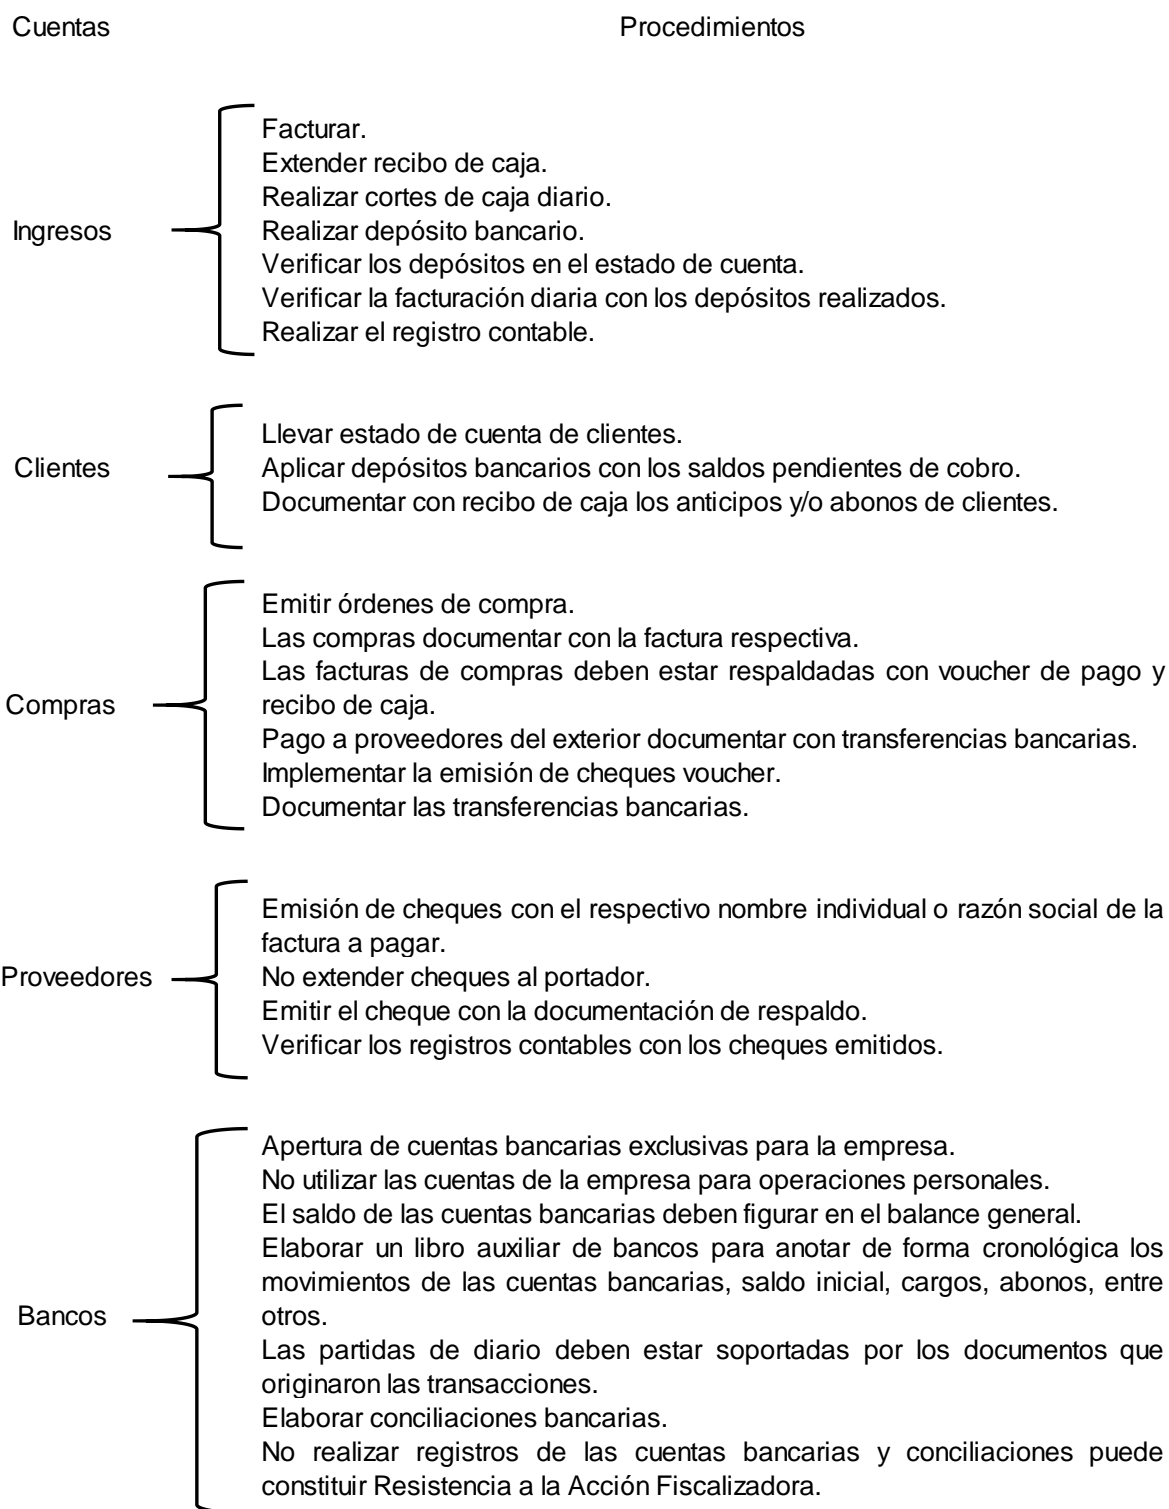 Cuentas
Procedimientos
Facturar.
Extender recibo de caja.
Realizar cortes de caja diario.
Ingresos
Realizar depósito bancario.
Verificar los depósitos en el estado de cuenta.
Verificar la facturación diaria con los depósitos realizados.
Realizar el registro contable.
Llevar estado de cuenta de clientes.
Clientes
Aplicar depósitos bancarios con los saldos pendientes de cobro.
Documentar con recibo de caja los anticipos y/o abonos de clientes.
Emitir órdenes de compra.
Las compras documentar con la factura respectiva.
Las facturas de compras deben estar respaldadas con voucher de pago y
Compras
recibo de caja.
Pago a proveedores del exterior documentar con transferencias bancarias.
Implementar la emisión de cheques voucher.
Documentar las transferencias bancarias.
Emisión de cheques con el respectivo nombre individual o razón social de la
factura a pagar.
Proveedores
No extender cheques al portador.
Emitir el cheque con la documentación de respaldo.
Verificar los registros contables con los cheques emitidos.
Apertura de cuentas bancarias exclusivas para la empresa.
No utilizar las cuentas de la empresa para operaciones personales.
El saldo de las cuentas bancarias deben figurar en el balance general.
Elaborar un libro auxiliar de bancos para anotar de forma cronológica los
movimientos de las cuentas bancarias, saldo inicial, cargos, abonos, entre
Bancos
otros.
Las partidas de diario deben estar soportadas por los documentos que
originaron las transacciones.
Elaborar conciliaciones bancarias.
No realizar registros de las cuentas bancarias y conciliaciones puede
constituir Resistencia a la Acción Fiscalizadora.